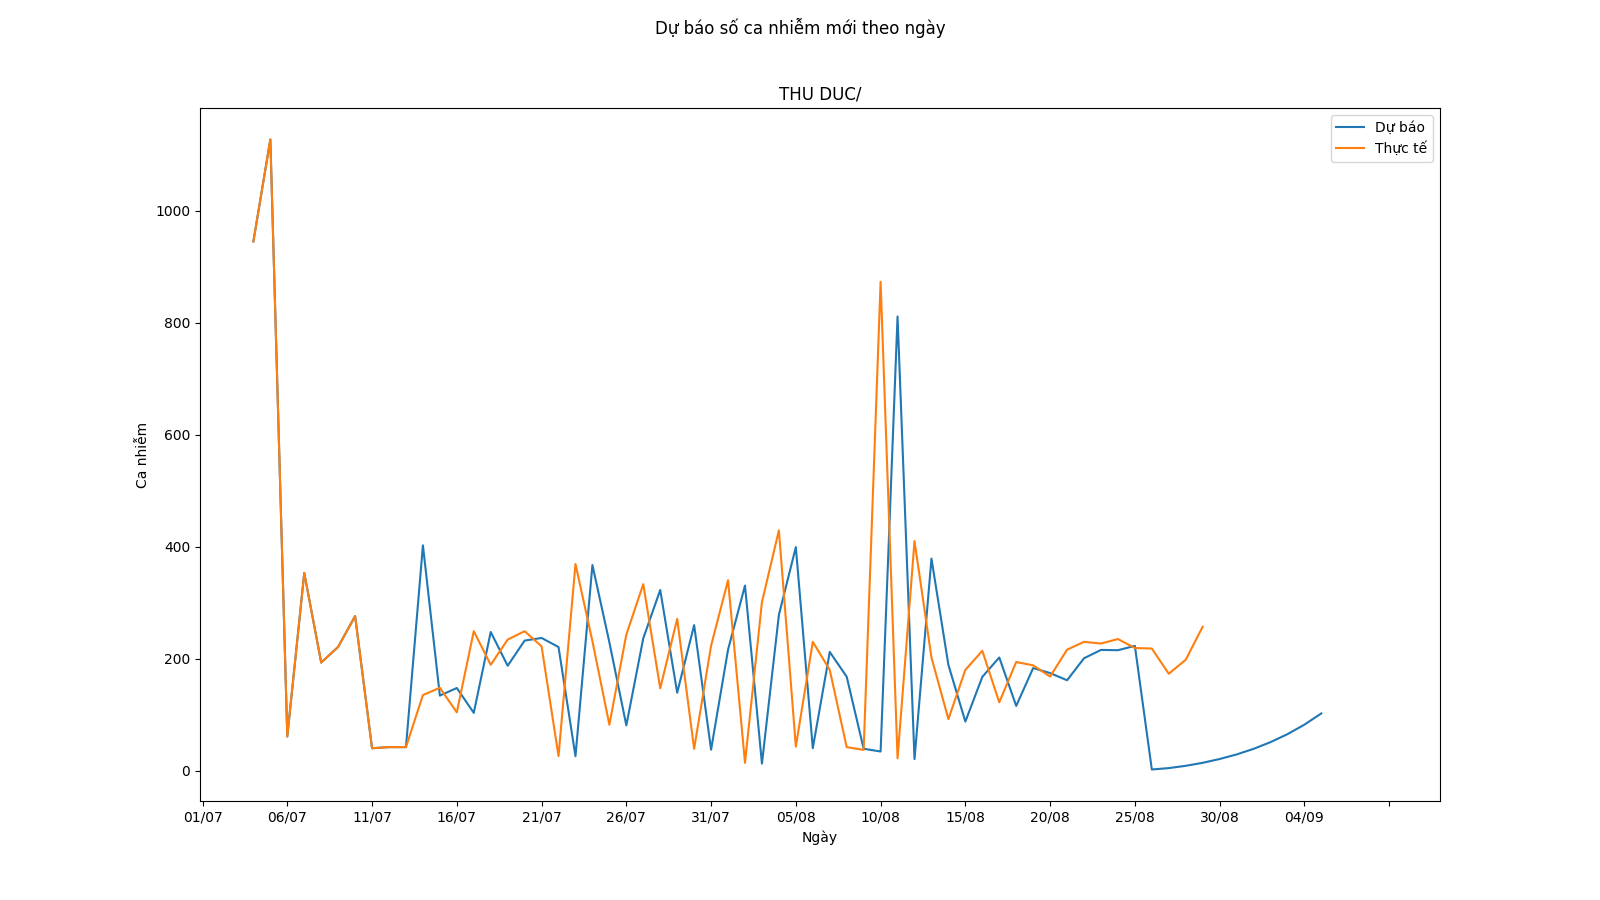 Dự báo số ca nhiễm mới theo ngày
THU DUC/
Dự báo
Thực tế
1000
800
600
400
200
0
Ca nhiễm
01/07 06/07 11/07 16/07 21/07 26/07 31/07 05/08 10/08 15/08 20/08 25/08 30/08 04/09
Ngày